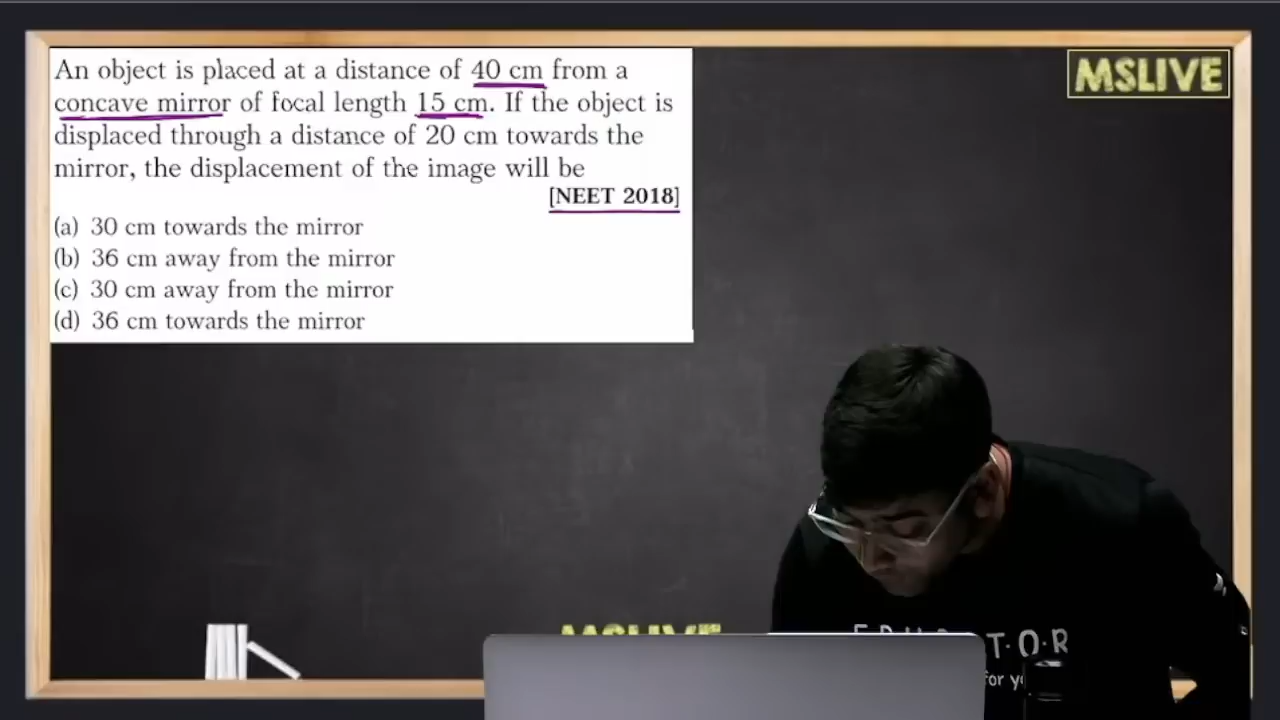 An object is placed at a distance of 40 cm from a
concave mirror of focal length 15 cm. If the object is
displaced through a distance of 20 cm towards the
mirror, the displacement of the image will be
[NEET 2018]
(a) 30 cm towards the mirror
(b) 36 cm away from the mirror
(c) 30 cm away from the mirror
(d) 36 cm towards the mirror
MSLIVE
MSLIVE
T·O·R
for